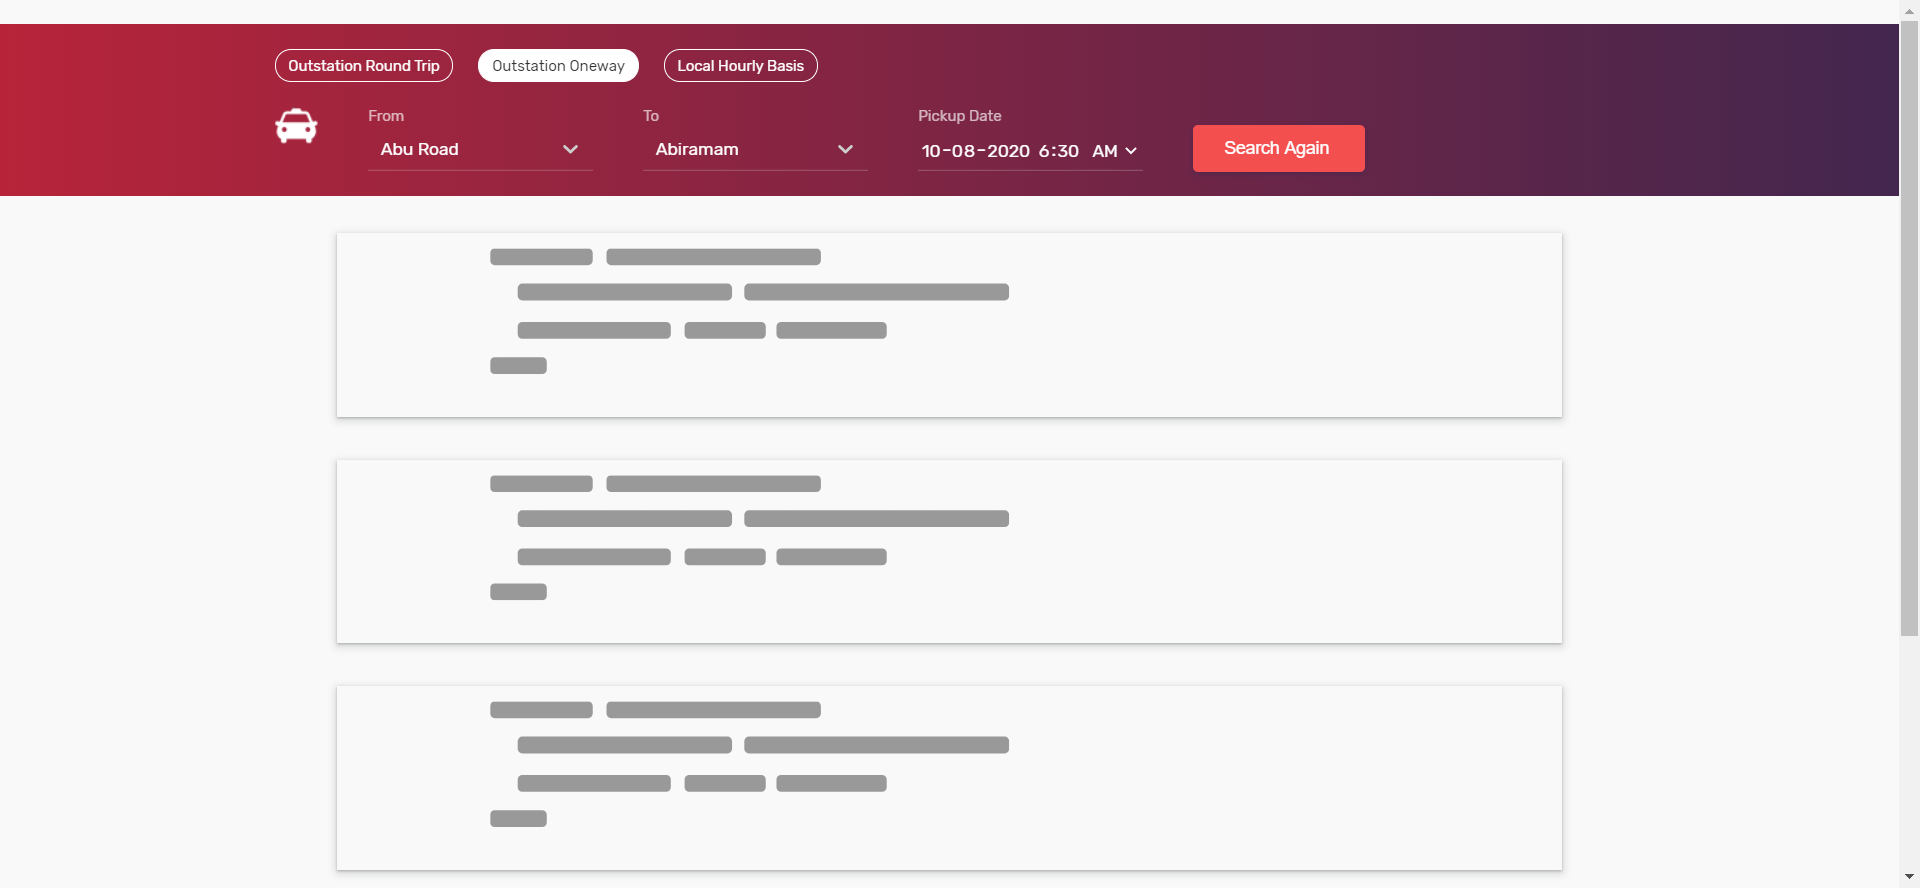 Outstation Round Trip Outstation Oneway Local Hourly Basis
From To Pickup Date
Abu Road Abiramam 10-08-2020 6:30 AM Search Again